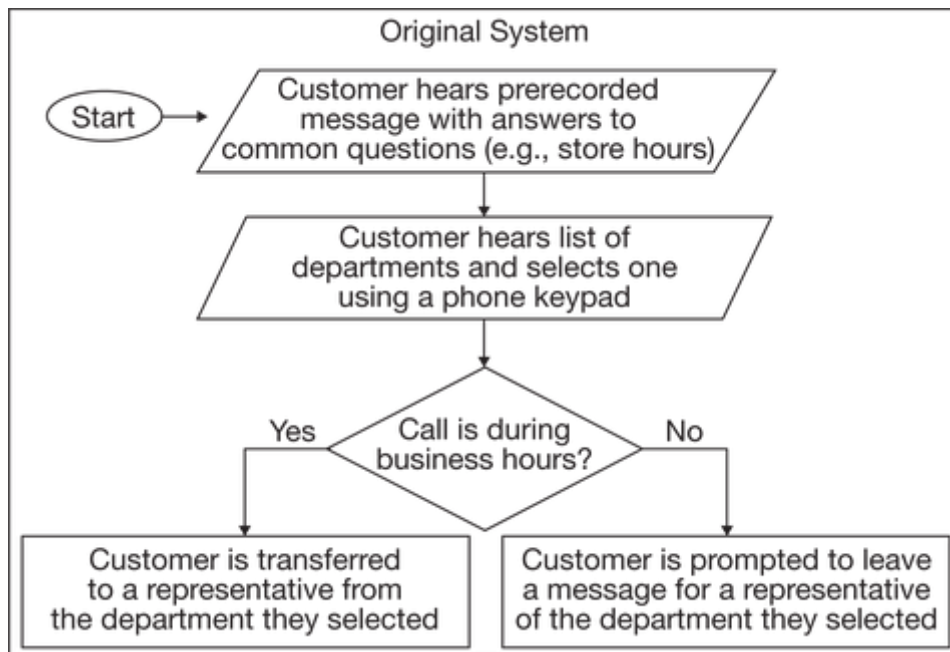 Original System
Start
Customer hears prerecorded
message with answers to
common questions (e.g., store hours)
Customer hears list of
departments and selects one
using a phone keypad
Call is during
business hours?
Yes
No
Customer is transferred
to a representative from
the department they selected
Customer is prompted to leave
a message for a representative
of the department they selected